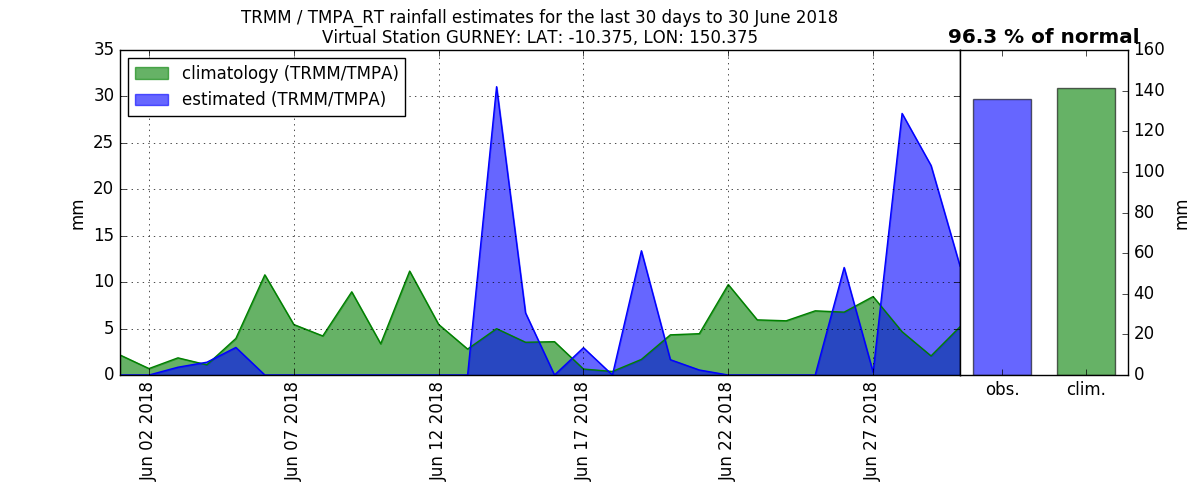 TRMM / TMPA_RT rainfall estimates for the last 30 days to 30 June 2018
Virtual Station GURNEY: LAT: -10.375, LON: 150.375
96.3 % of normal
climatology (TRMM/TMPA)
estimated (TRMM/TMPA)
35
30
25
20
15
10
5
0
mm
Jun 02 2018
Jun 07 2018
Jun 12 2018
Jun 17 2018
Jun 22 2018
Jun 27 2018
obs.
clim.
160
140
120
100
80
60
40
20
0
mm